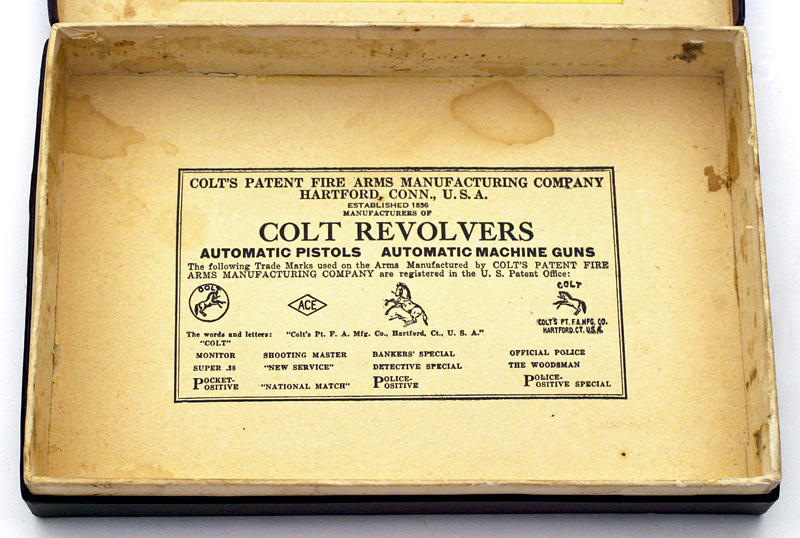 COLT'S PATENT FIRE ARMS MANUFACTURING COMPANY
HARTFORD, CONN., U.S.A.
ESTABLISHED 1836
MANUFACTURERS OF
COLT REVOLVERS
AUTOMATIC PISTOLS AUTOMATIC MACHINE GUNS
The following Trade Marks used on the Arms Manufactured by COLT'S PATENT FIRE
ARMS MANUFACTURING COMPANY are registered in the U. S. Patent Office:
COLT
ACE
COLT
COLT'S PT. F.A. MFG. CO.
HARTFORD. CT. U.S.A.
The words and letters: "Colt's Pt. F. A. Mfg. Co., Hartford, Ct., U. S. A."
"COLT"
MONITOR SHOOTING MASTER BANKERS' SPECIAL OFFICIAL POLICE
SUPER .38 "NEW SERVICE" DETECTIVE SPECIAL THE WOODSMAN
POCKET-POSITIVE "NATIONAL MATCH" POLICE-POSITIVE POLICE-POSITIVE SPECIAL